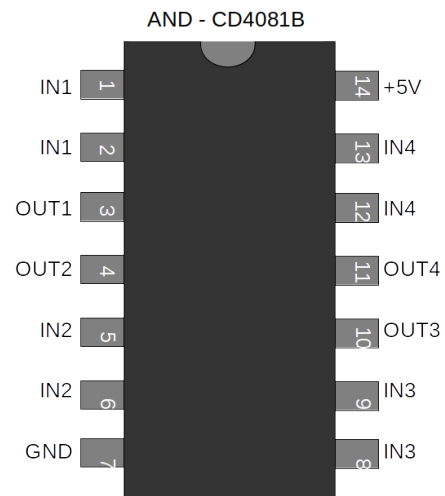 AND - CD4081B
IN1 1 14 +5V
IN1 2 13 IN4
OUT1 3 12 IN4
OUT2 4 11 OUT4
IN2 5 10 OUT3
IN2 6 9 IN3
GND 7 8 IN3